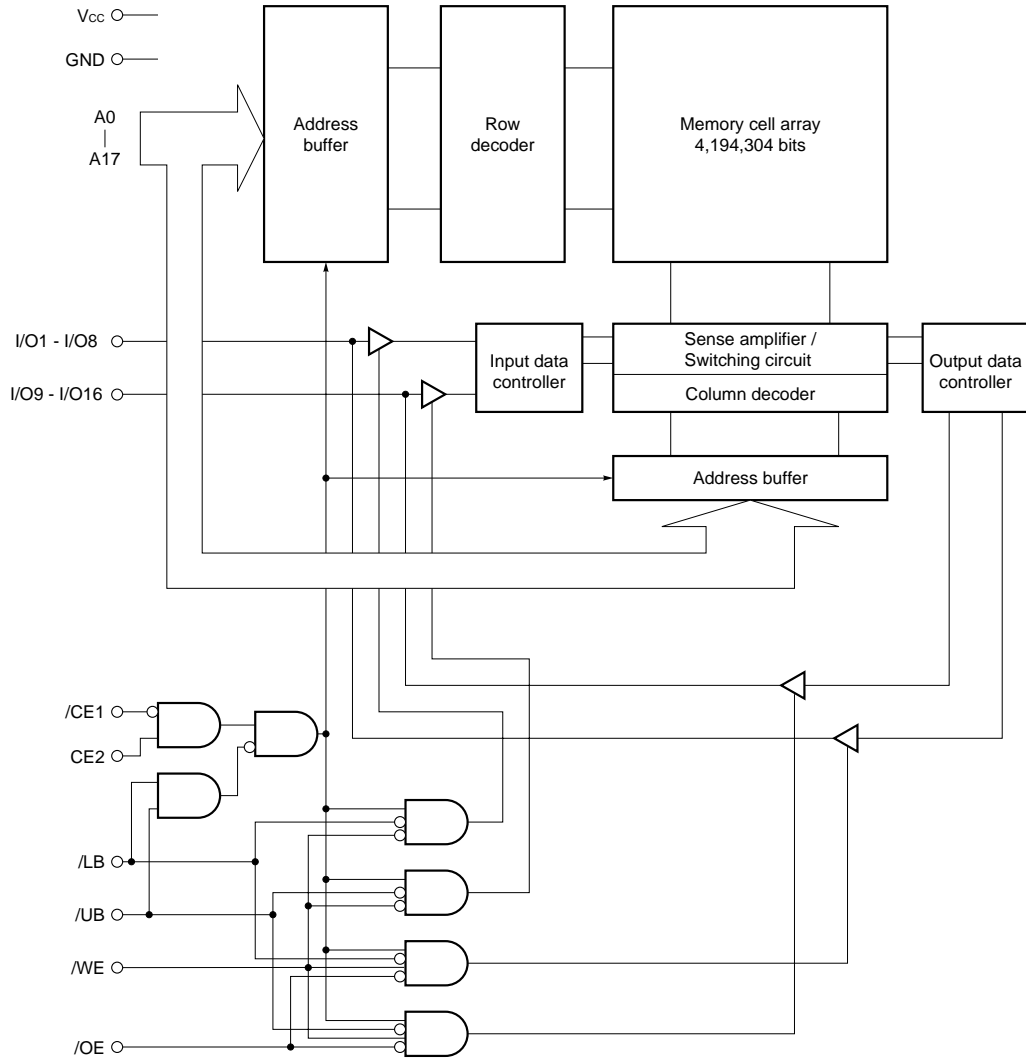 VCC
GND
A0
A17
Address
buffer
Row
decoder
Memory cell array
4,194,304 bits
I/O1 - I/O8
I/O9 - I/O16
Input data
controller
Sense amplifier /
Switching circuit
Column decoder
Output data
controller
Address buffer
/CE1
CE2
/LB
/UB
/WE
/OE